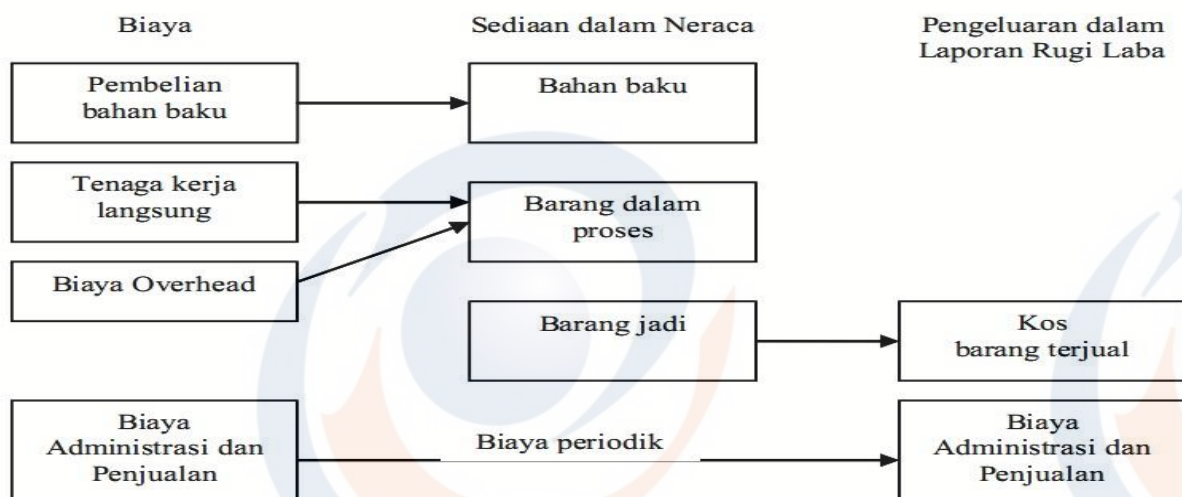 Biaya
Sediaan dalam Neraca
Pengeluaran dalam
Laporan Rugi Laba
Pembelian
bahan baku
Bahan baku
Tenaga kerja
langsung
Barang dalam
proses
Biaya Overhead
Barang jadi
Kos
barang terjual
Biaya
Administrasi dan
Penjualan
Biaya periodik
Biaya
Administrasi dan
Penjualan